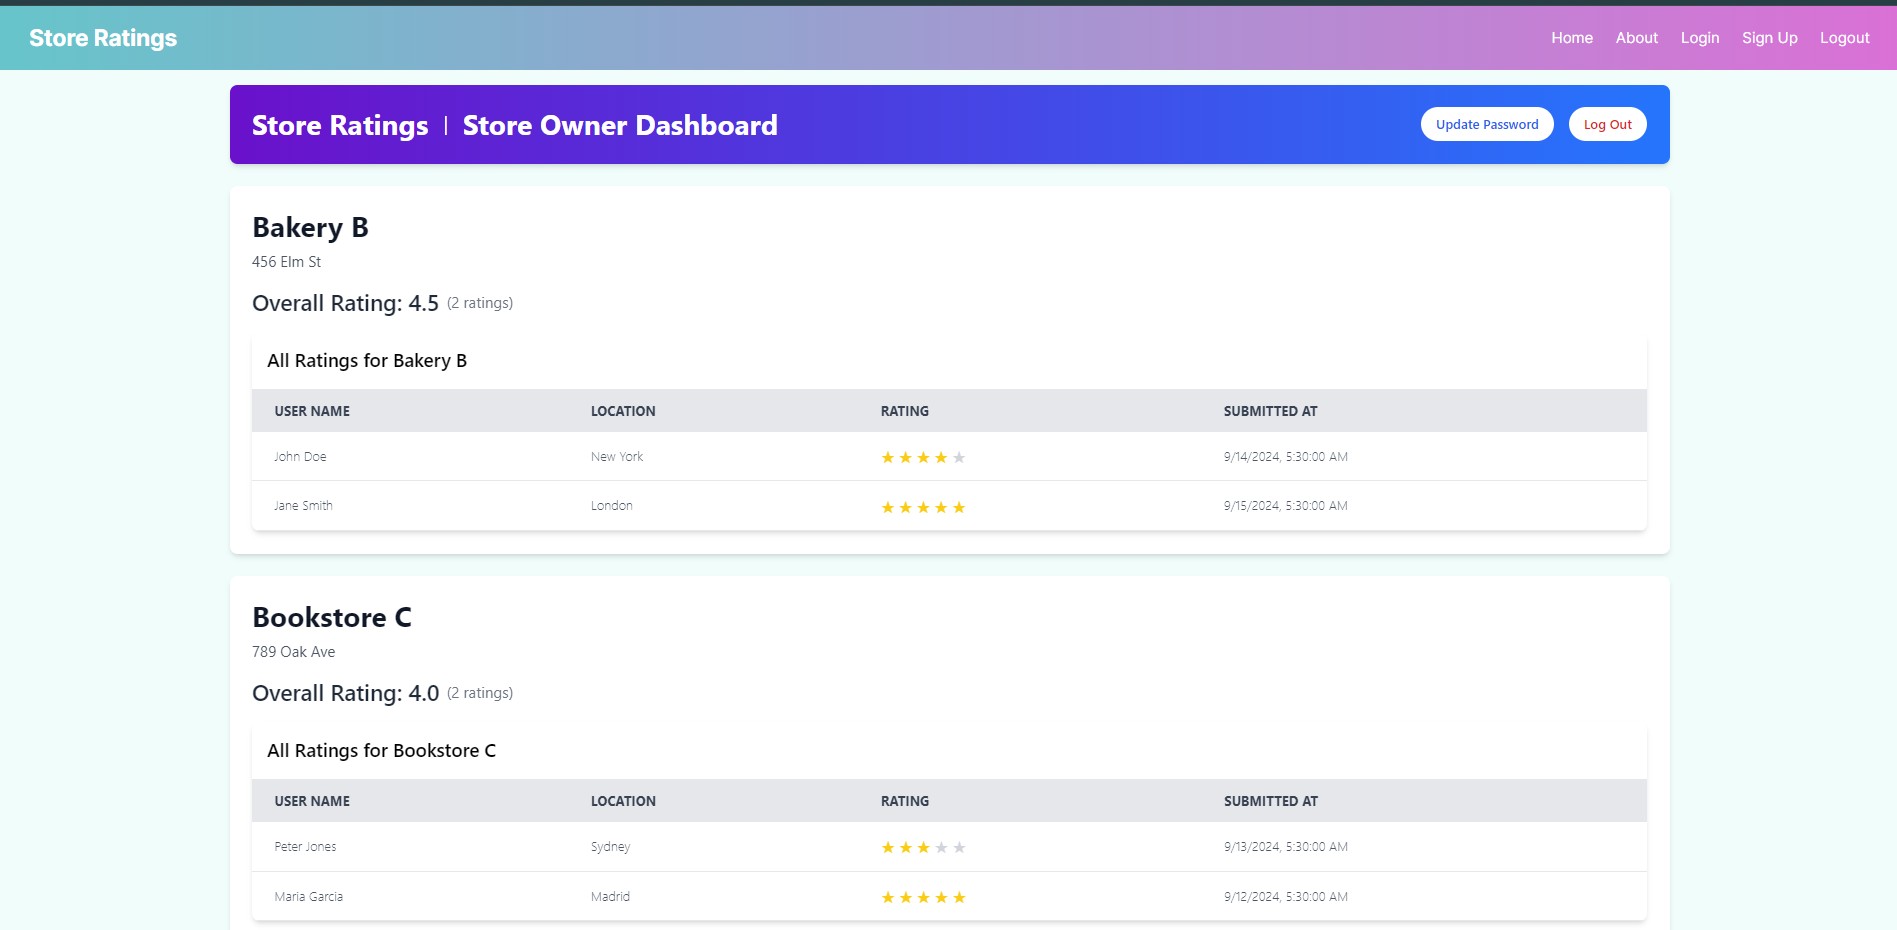 Store Ratings
Home About Login Sign Up Logout
Store Ratings | Store Owner Dashboard
Update Password Log Out
Bakery B
456 Elm St
Overall Rating: 4.5 (2 ratings)
All Ratings for Bakery B
USER NAME LOCATION RATING SUBMITTED AT
John Doe New York ★★★★★ 9/14/2024, 5:30:00 AM
Jane Smith London ★★★★★ 9/15/2024, 5:30:00 AM
Bookstore C
789 Oak Ave
Overall Rating: 4.0 (2 ratings)
All Ratings for Bookstore C
USER NAME LOCATION RATING SUBMITTED AT
Peter Jones Sydney ★★★★★ 9/13/2024, 5:30:00 AM
Maria Garcia Madrid ★★★★★ 9/12/2024, 5:30:00 AM